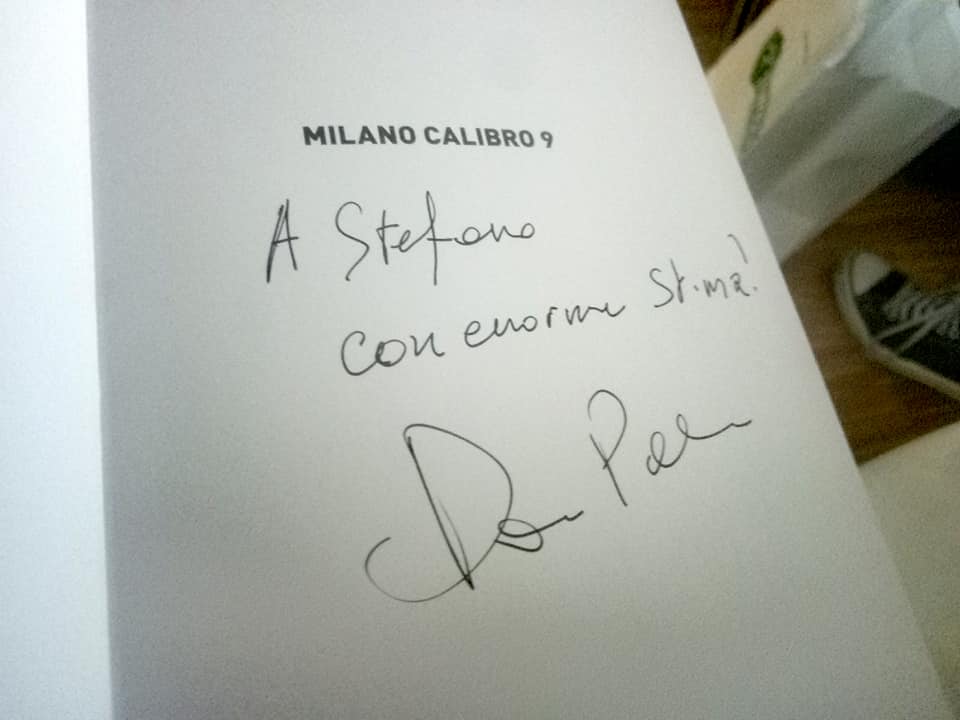 MILANO CALIBRO 9
A Stefano
con enorme stima!